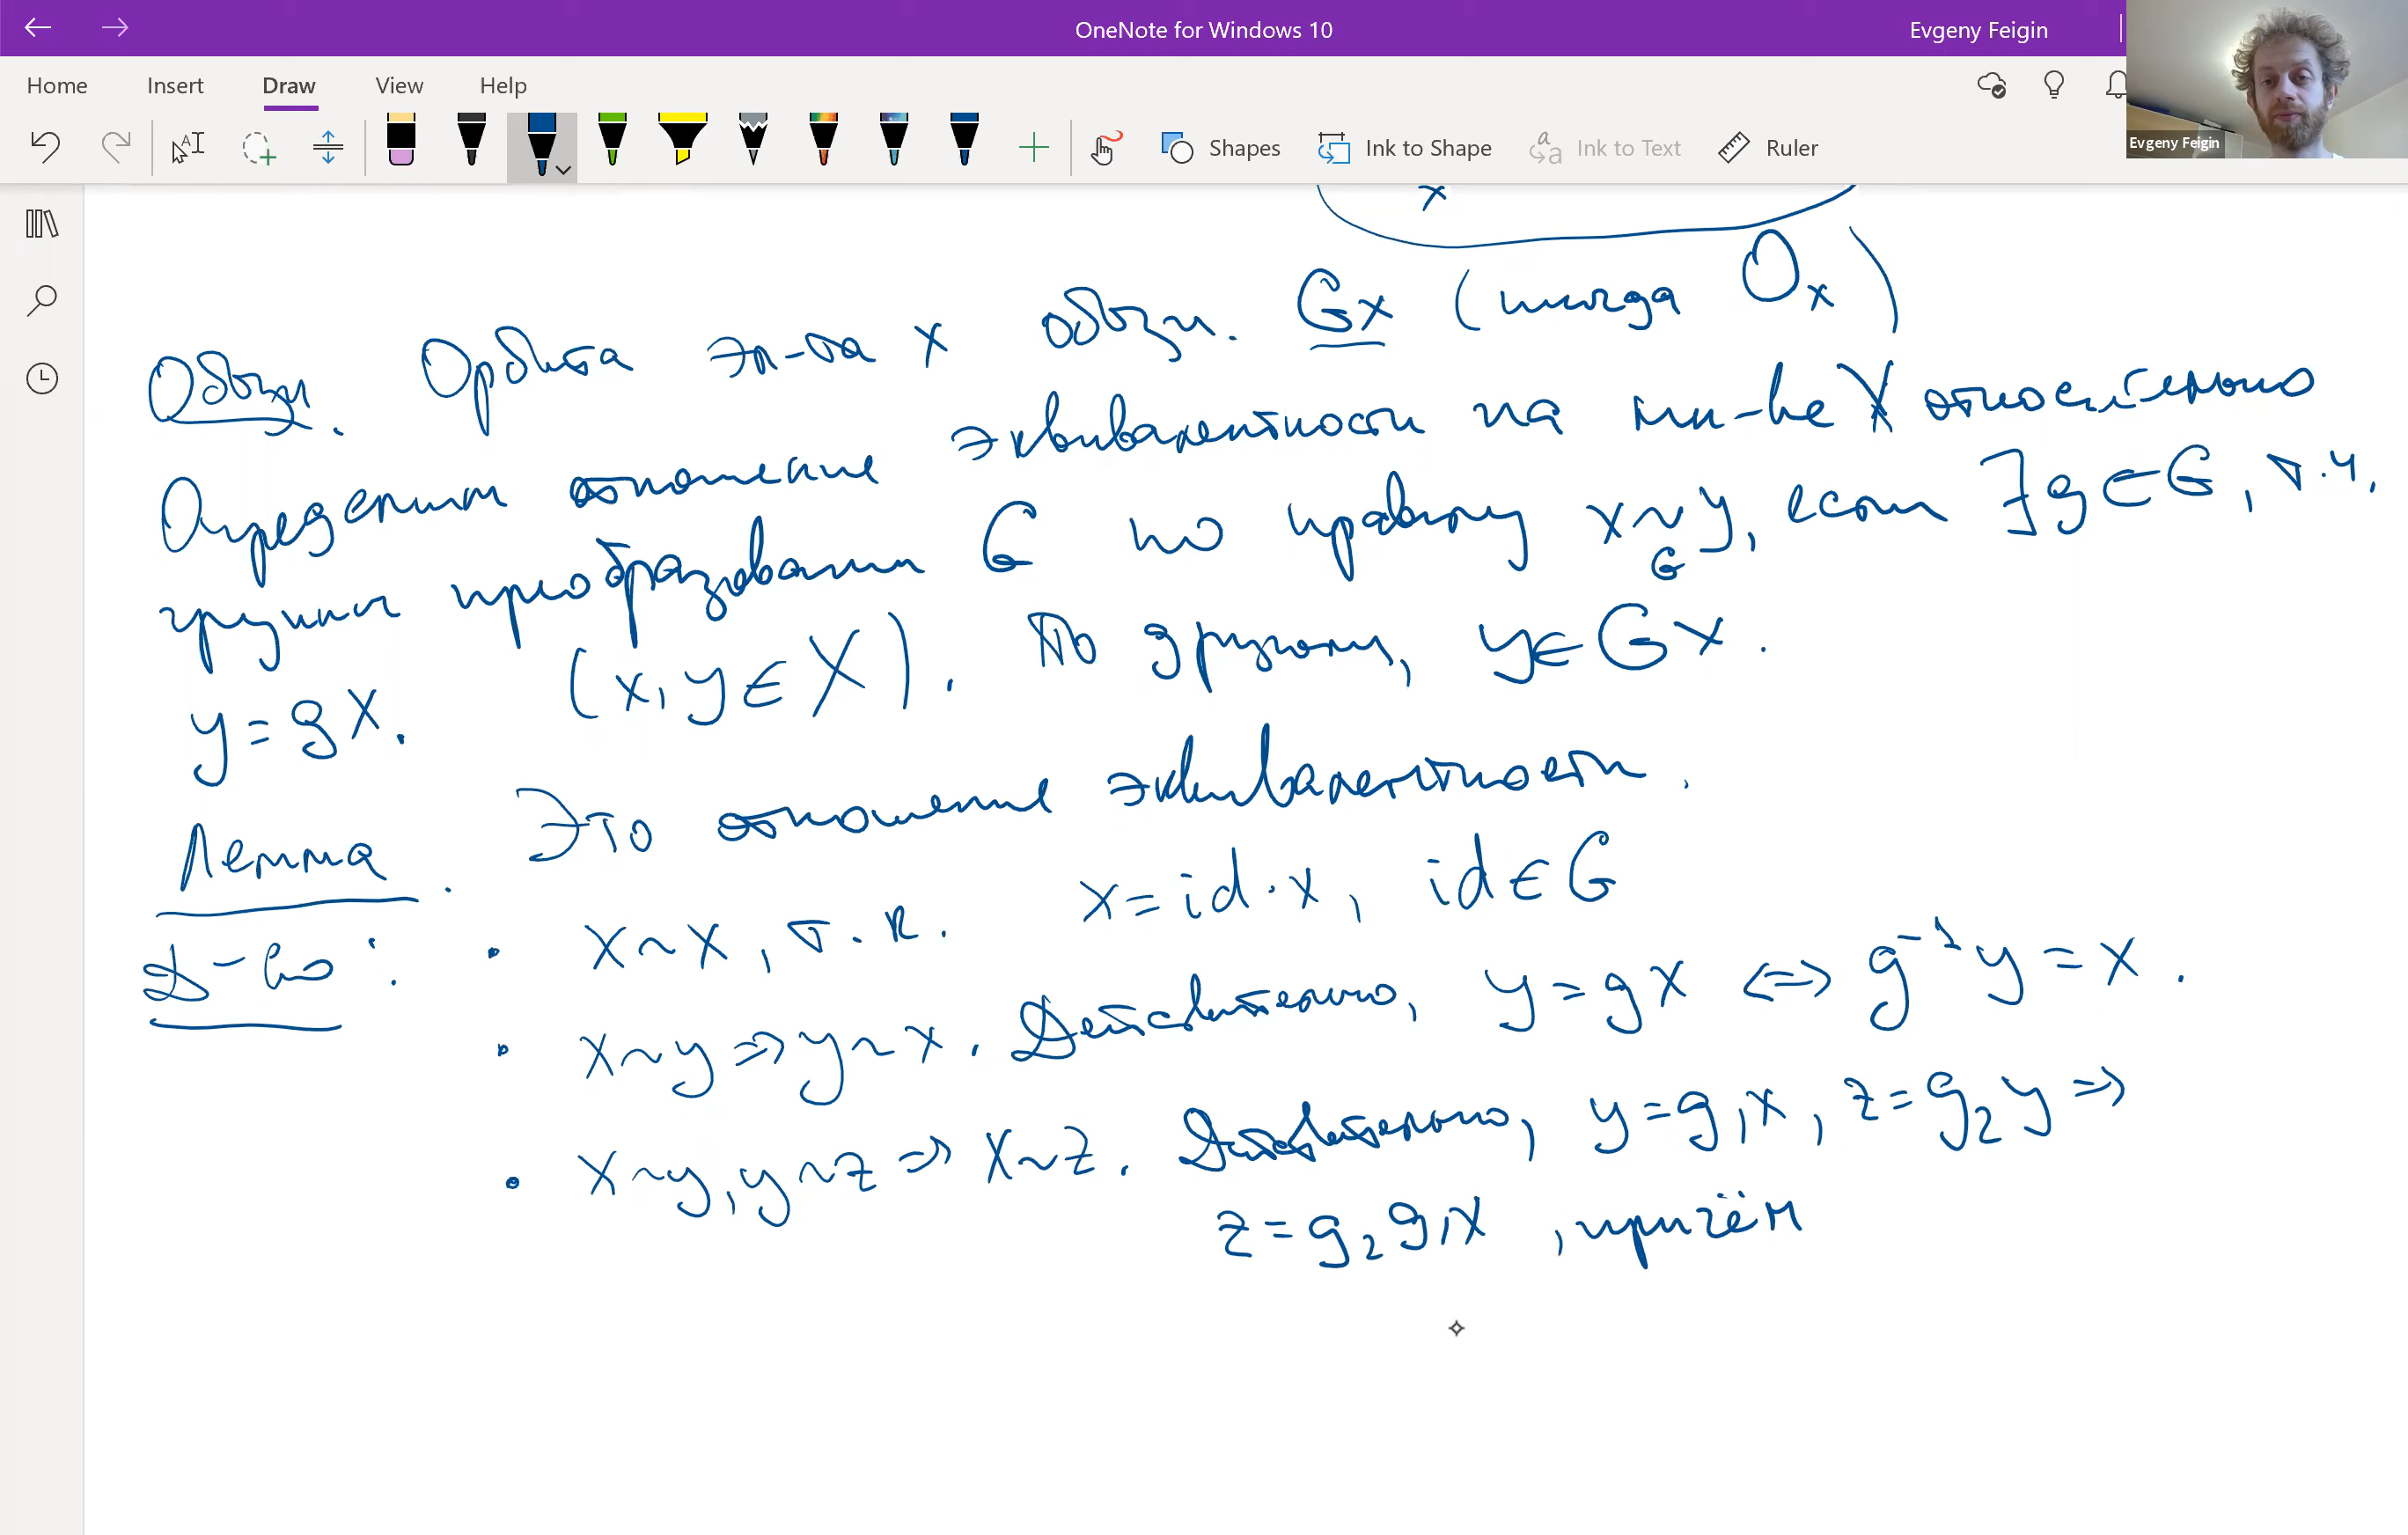 OneNote for Windows 10
Evgeny Feigin
Home Insert Draw View Help
Shapes Ink to Shape Ink to Text Ruler
Evgeny Feigin
x
Обозн. Орбита эл-та x обозн. Gx (иногда Oₓ)
Определим отношение эквивалентности на мн-ве X относительно
группы преобразований G по правилу x ~_G y, если ∃ g ∈ G, т.ч.
y = gx. (x, y ∈ X). По другому, y ∈ Gx.
Лемма. Это отношение эквивалентности.
Д-во: • x ~ x, т.к. x = id · x, id ∈ G
• x ~ y ⇒ y ~ x. Действительно, y = gx ⇔ g⁻¹y = x.
• x ~ y, y ~ z ⇒ x ~ z. Действительно, y = g₁x, z = g₂y ⇒
z = g₂g₁x, причём